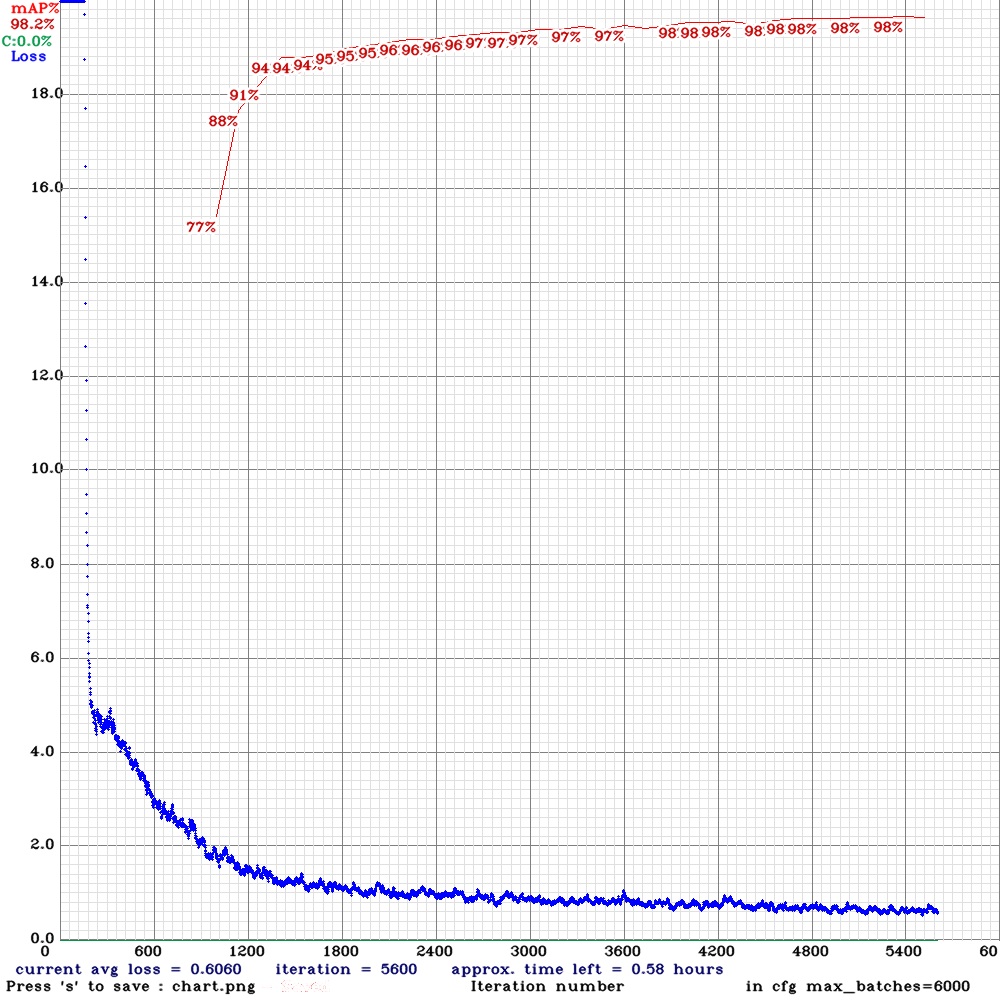 mAP%
98.2%
C:0.0%
Loss
18.0
16.0
14.0
12.0
10.0
8.0
6.0
4.0
2.0
0.0
77%
88%
91%
94 94 94% 95 95 95 96 96 96 96 97 97 97% 97% 97% 98 98 98% 98 98 98% 98% 98%
0 600 1200 1800 2400 3000 3600 4200 4800 5400 60
current avg loss = 0.6060 iteration = 5600 approx. time left = 0.58 hours
Press 's' to save : chart.png Iteration number in cfg max_batches=6000